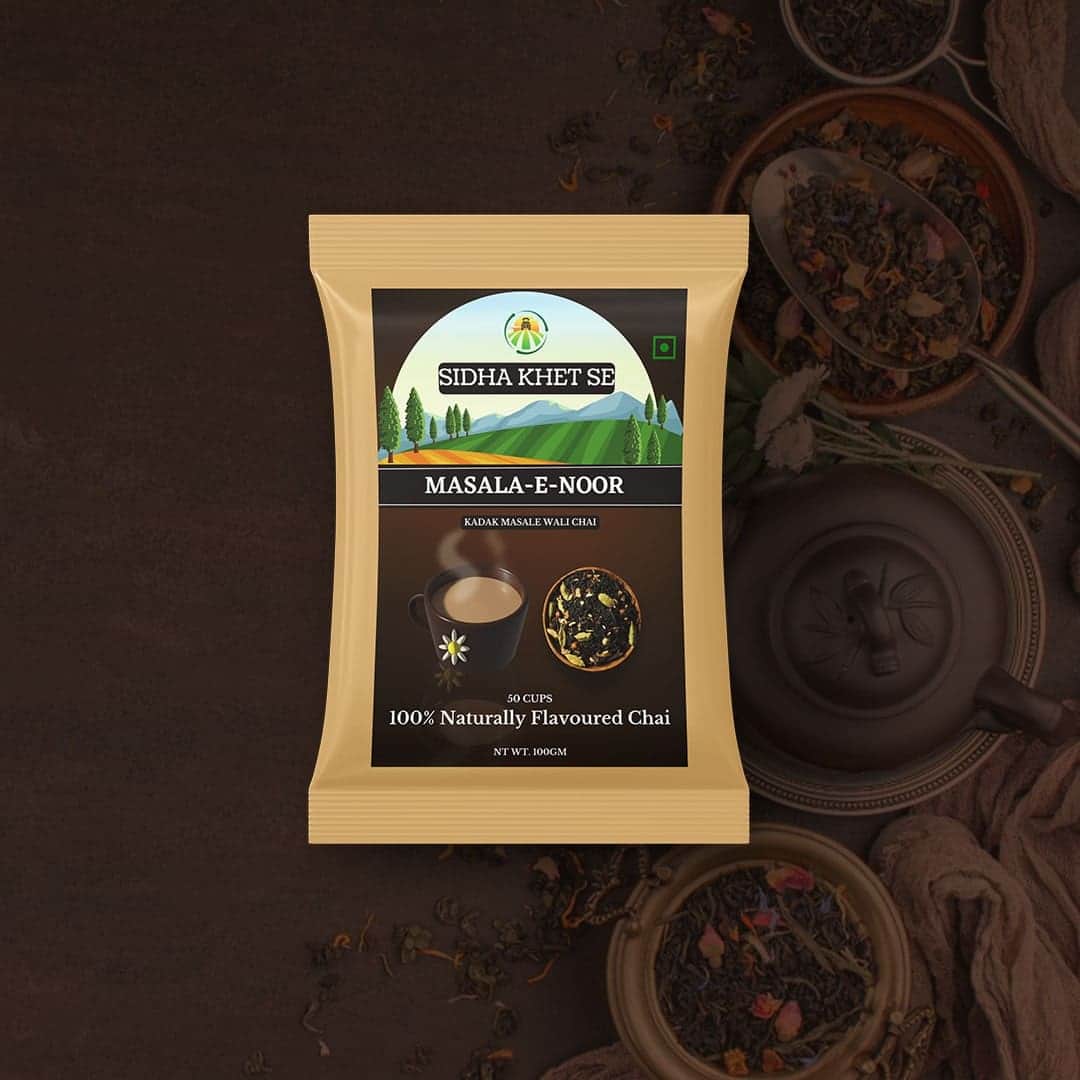 SIDHA KHET SE
MASALA-E-NOOR
KADAK MASALE WALI CHAI
50 CUPS
100% Naturally Flavoured Chai
NT WT. 100GM